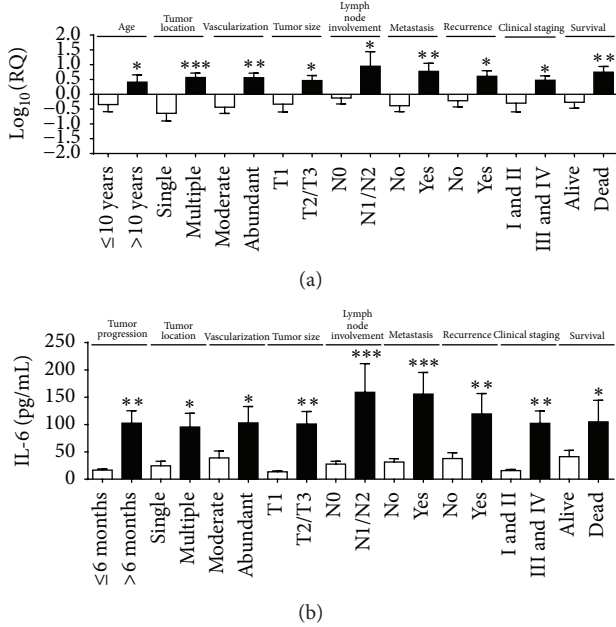 Age
Tumor location
Vascularization
Tumor size
Lymph node involvement
Metastasis
Recurrence
Clinical staging
Survival
Log10(RQ)
2.0
1.5
1.0
0.5
0.0
−0.5
−1.0
−1.5
−2.0
* *** ** * * ** * * **
≤10 years
>10 years
Single
Multiple
Moderate
Abundant
T1
T2/T3
N0
N1/N2
No
Yes
No
Yes
I and II
III and IV
Alive
Dead
(a)
Tumor progression
Tumor location
Vascularization
Tumor size
Lymph node involvement
Metastasis
Recurrence
Clinical staging
Survival
IL-6 (pg/mL)
250
200
150
100
50
0
** * * ** *** *** ** ** *
≤6 months
>6 months
Single
Multiple
Moderate
Abundant
T1
T2/T3
N0
N1/N2
No
Yes
No
Yes
I and II
III and IV
Alive
Dead
(b)